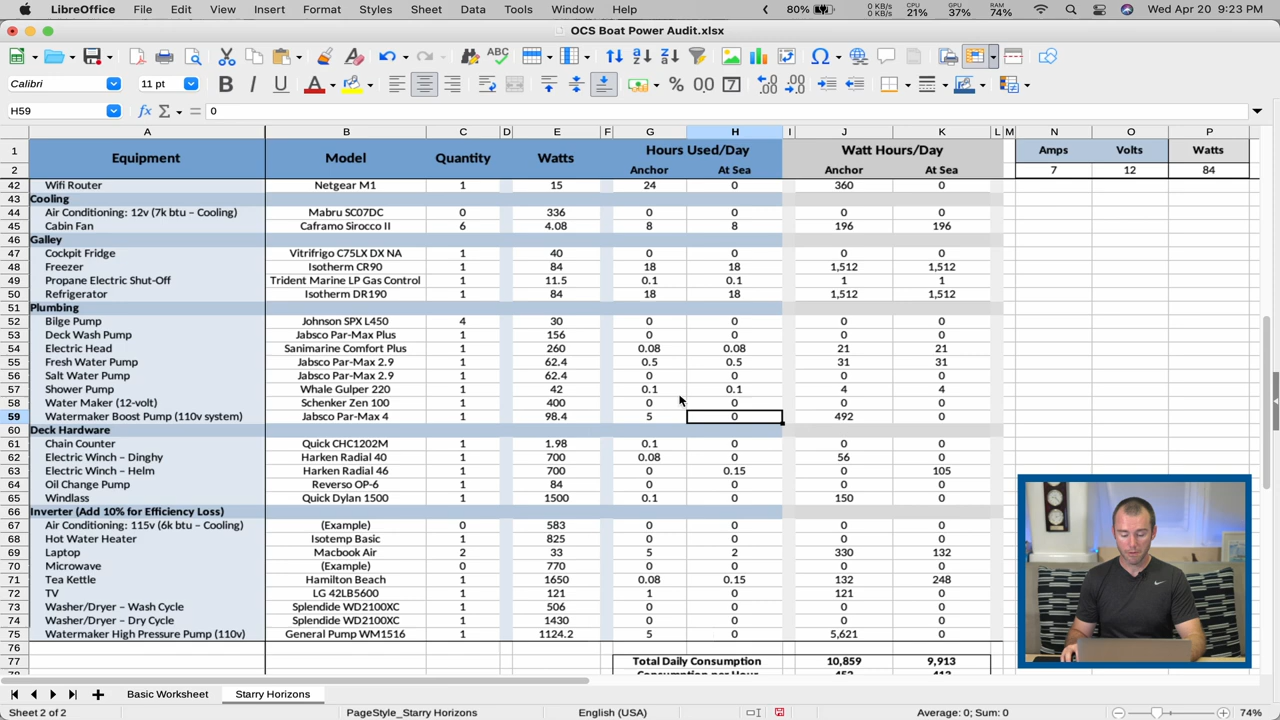 LibreOffice File Edit View Insert Format Styles Sheet Data Tools Window Help 80% 0 KB/s 0 KB/s CPU 21% GPU 37% RAM 74% Wed Apr 20 9:23 PM
OCS Boat Power Audit.xlsx
Calibri 11 pt
H59 fx Σ = 0
A B C D E F G H I J K L M N O P
1 Equipment Model Quantity Watts Hours Used/Day Watt Hours/Day Amps Volts Watts
2 Anchor At Sea Anchor At Sea 7 12 84
42 Wifi Router Netgear M1 1 15 24 0 360 0
43 Cooling
44 Air Conditioning: 12v (7k btu – Cooling) Mabru SC07DC 0 336 0 0 0 0
45 Cabin Fan Caframo Sirocco II 6 4.08 8 8 196 196
46 Galley
47 Cockpit Fridge Vitrifrigo C75LX DX NA 1 40 0 0 0 0
48 Freezer Isotherm CR90 1 84 18 18 1,512 1,512
49 Propane Electric Shut-Off Trident Marine LP Gas Control 1 11.5 0.1 0.1 1 1
50 Refrigerator Isotherm DR190 1 84 18 18 1,512 1,512
51 Plumbing
52 Bilge Pump Johnson SPX L450 4 30 0 0 0 0
53 Deck Wash Pump Jabsco Par-Max Plus 1 156 0 0 0 0
54 Electric Head Sanimarine Comfort Plus 1 260 0.08 0.08 21 21
55 Fresh Water Pump Jabsco Par-Max 2.9 1 62.4 0.5 0.5 31 31
56 Salt Water Pump Jabsco Par-Max 2.9 1 62.4 0 0 0 0
57 Shower Pump Whale Gulper 220 1 42 0.1 0.1 4 4
58 Water Maker (12-volt) Schenker Zen 100 1 400 0 0 0 0
59 Watermaker Boost Pump (110v system) Jabsco Par-Max 4 1 98.4 5 0 492 0
60 Deck Hardware
61 Chain Counter Quick CHC1202M 1 1.98 0.1 0 0 0
62 Electric Winch – Dinghy Harken Radial 40 1 700 0.08 0 56 0
63 Electric Winch – Helm Harken Radial 46 1 700 0 0.15 0 105
64 Oil Change Pump Reverso OP-6 1 84 0 0 0 0
65 Windlass Quick Dylan 1500 1 1500 0.1 0 150 0
66 Inverter (Add 10% for Efficiency Loss)
67 Air Conditioning: 115v (6k btu – Cooling) (Example) 0 583 0 0 0 0
68 Hot Water Heater Isotemp Basic 1 825 0 0 0 0
69 Laptop Macbook Air 2 33 5 2 330 132
70 Microwave (Example) 0 770 0 0 0 0
71 Tea Kettle Hamilton Beach 1 1650 0.08 0.15 132 248
72 TV LG 42LB5600 1 121 1 0 121 0
73 Washer/Dryer – Wash Cycle Splendide WD2100XC 1 506 0 0 0 0
74 Washer/Dryer – Dry Cycle Splendide WD2100XC 1 1430 0 0 0 0
75 Watermaker High Pressure Pump (110v) General Pump WM1516 1 1124.2 5 0 5,621 0
76
77 Total Daily Consumption 10,859 9,913
Basic Worksheet Starry Horizons
Sheet 2 of 2 PageStyle_Starry Horizons English (USA) Average: 0; Sum: 0 74%